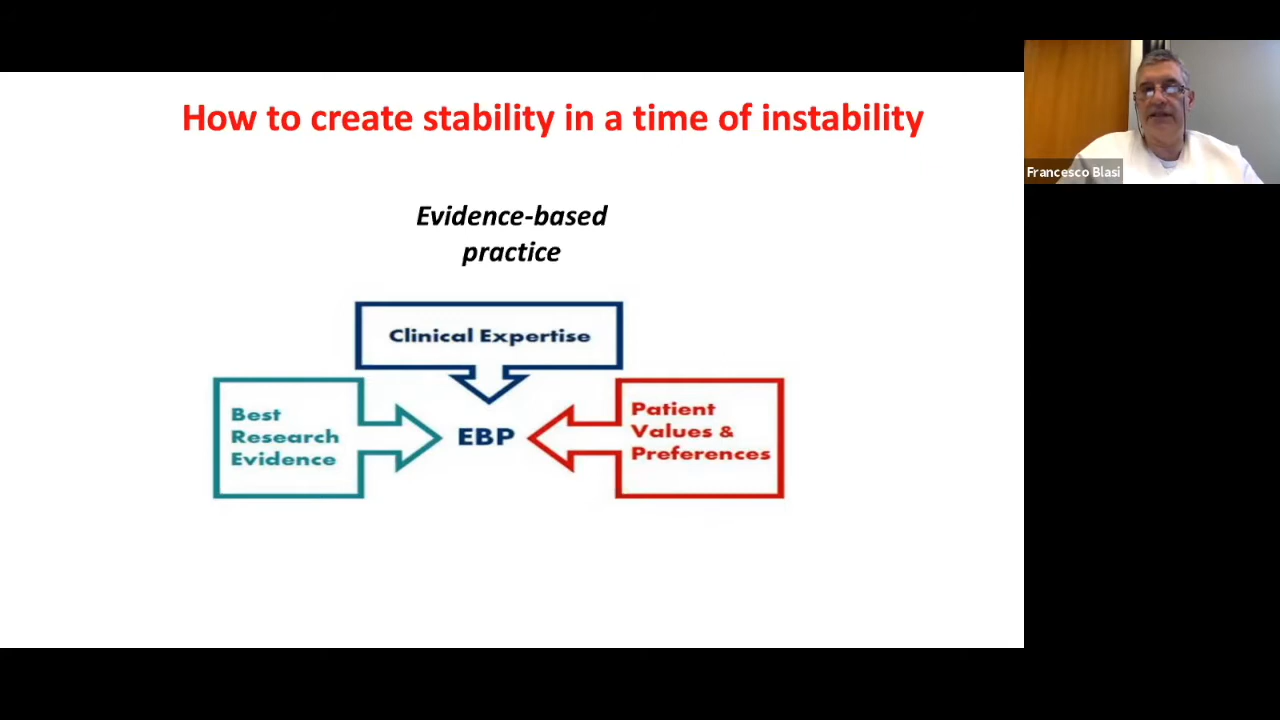 How to create stability in a time of instability
Francesco Blasi
Evidence-based
practice
Clinical Expertise
Best
Research
Evidence
EBP
Patient
Values &
Preferences